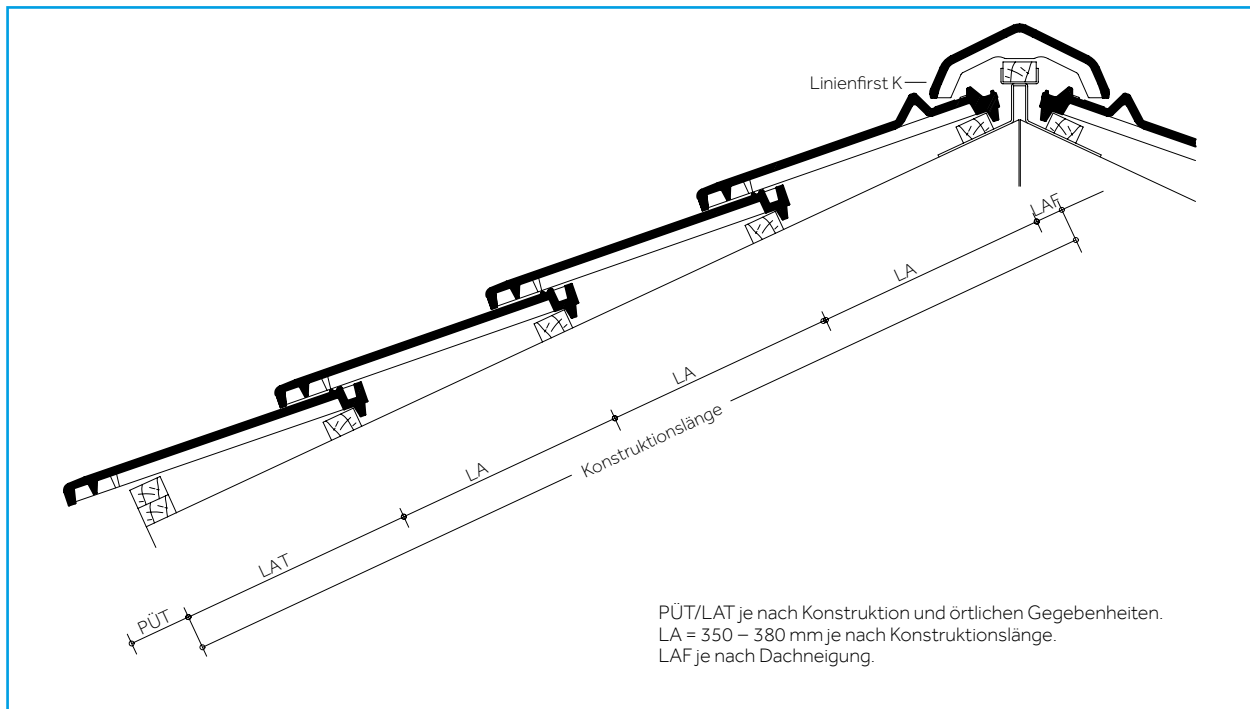 Linienfirst K
LAF
LA
LA
Konstruktionslänge
LA
LAT
PÜT
PÜT/LAT je nach Konstruktion und örtlichen Gegebenheiten.
LA = 350 – 380 mm je nach Konstruktionslänge.
LAF je nach Dachneigung.